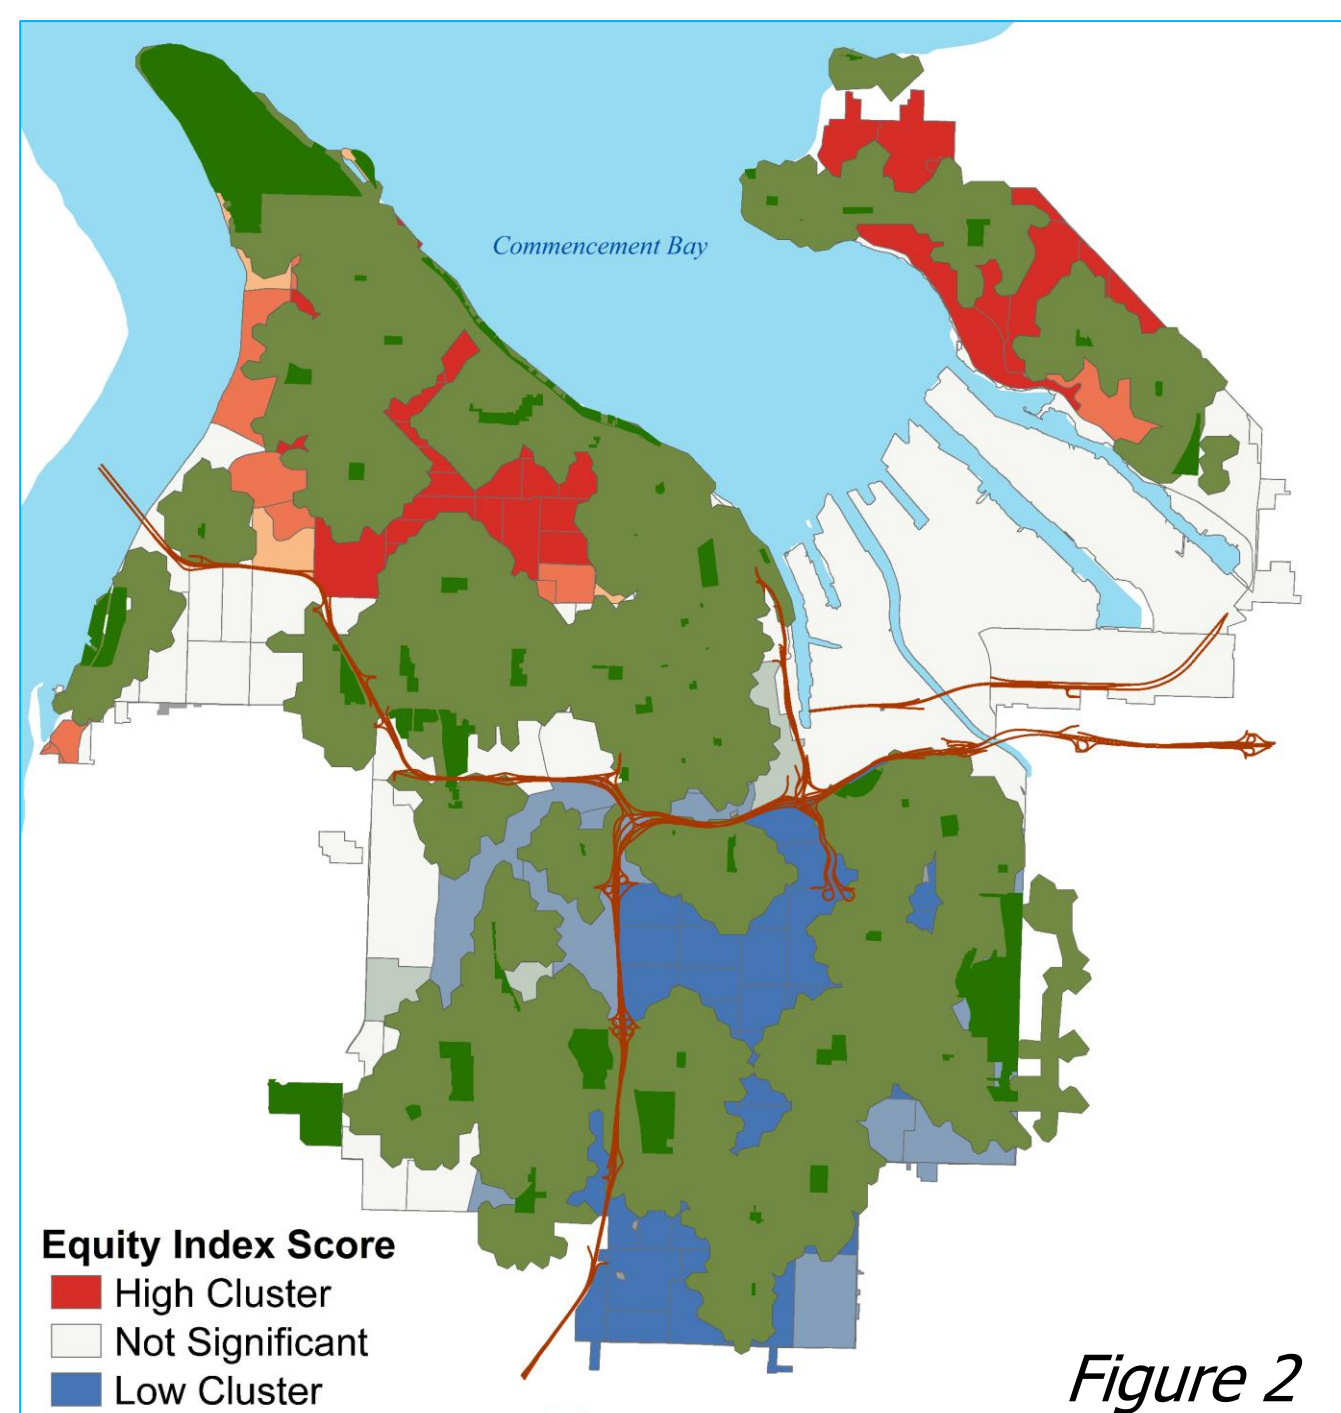 Commencement Bay
Equity Index Score
High Cluster
Not Significant
Low Cluster
Figure 2